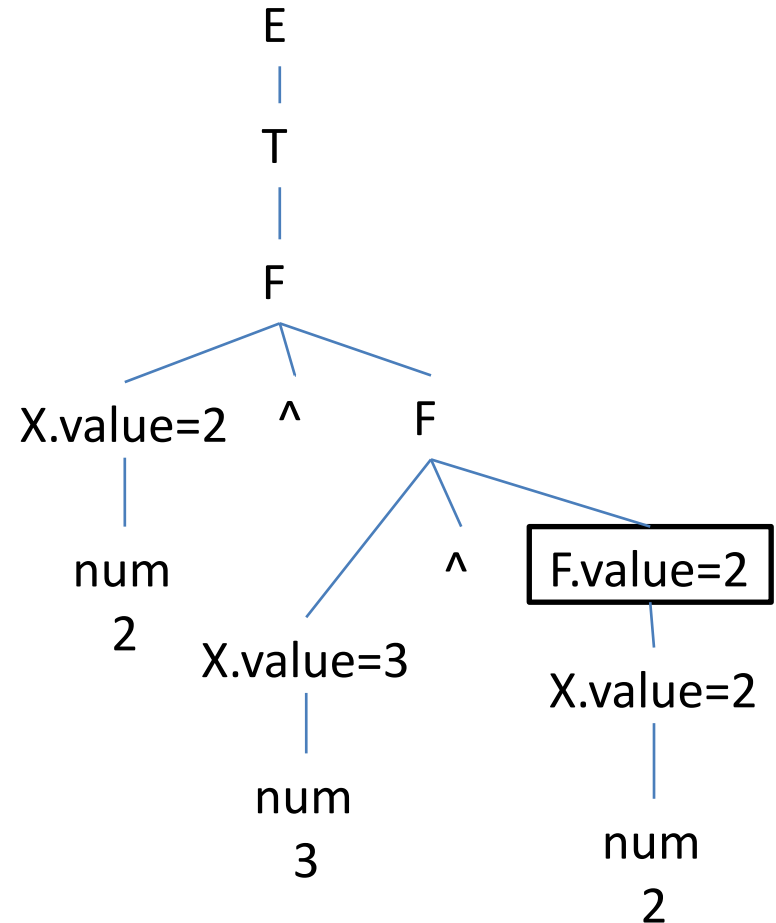 E
T
F
X.value=2 ^ F
num
2
^ F.value=2
X.value=3
X.value=2
num
3
num
2